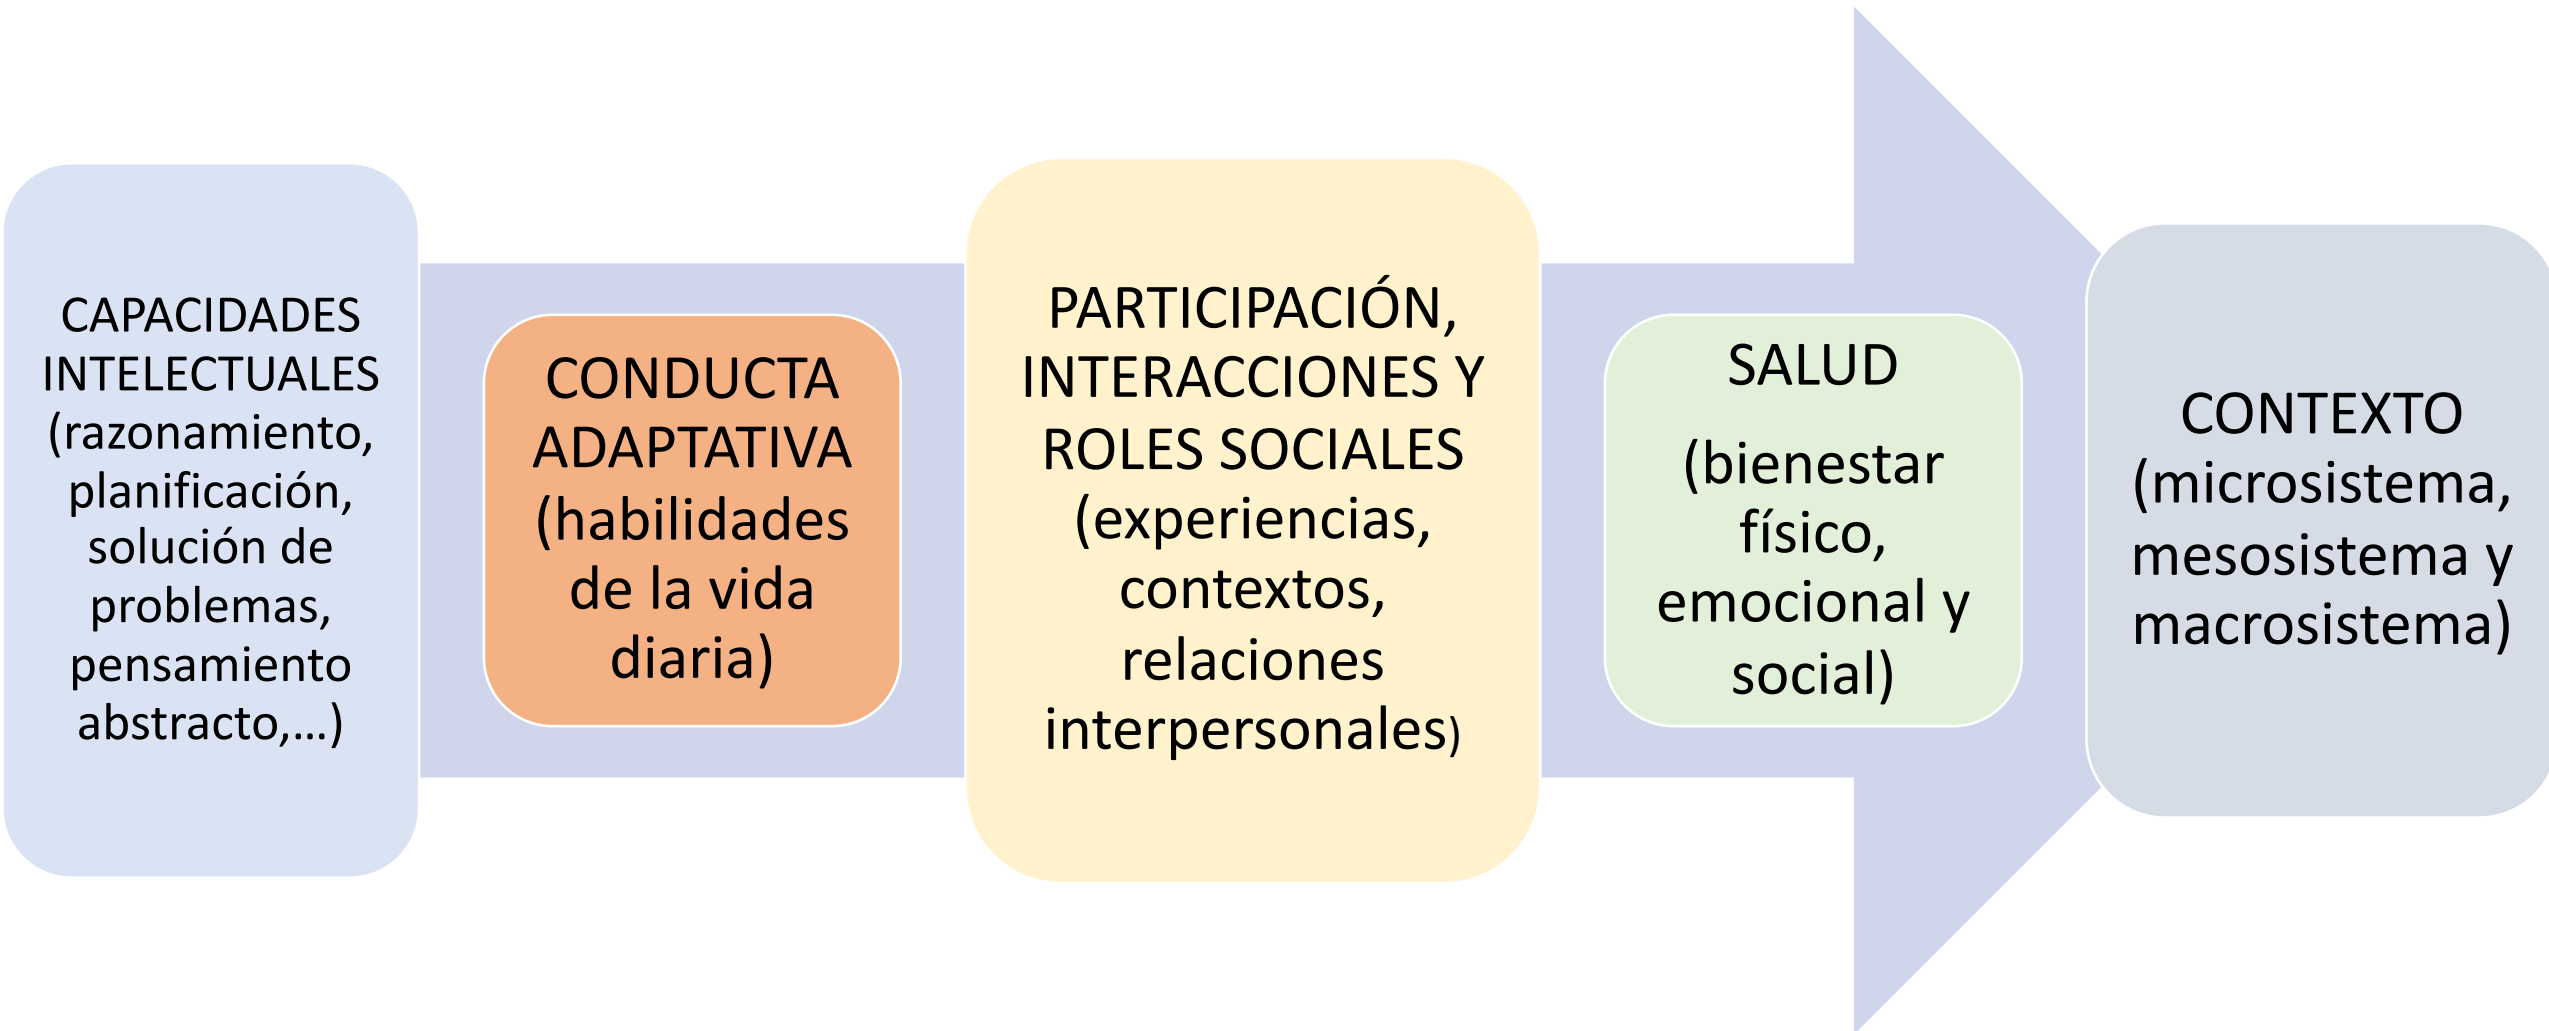 CAPACIDADES
INTELECTUALES
(razonamiento,
planificación,
solución de
problemas,
pensamiento
abstracto,...)
CONDUCTA
ADAPTATIVA
(habilidades
de la vida
diaria)
PARTICIPACIÓN,
INTERACCIONES Y
ROLES SOCIALES
(experiencias,
contextos,
relaciones
interpersonales)
SALUD
(bienestar
físico,
emocional y
social)
CONTEXTO
(microsistema,
mesosistema y
macrosistema)